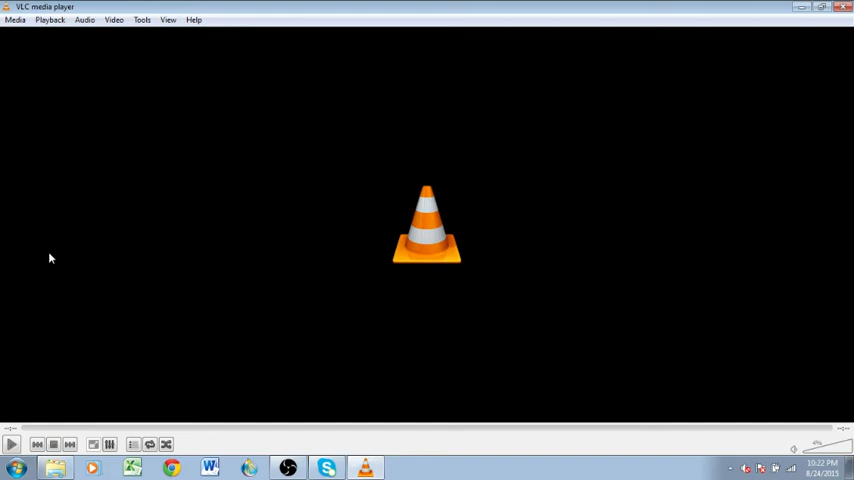 VLC media player
Media Playback Audio Video Tools View Help
--:-- --:--
10:22 PM
8/24/2015